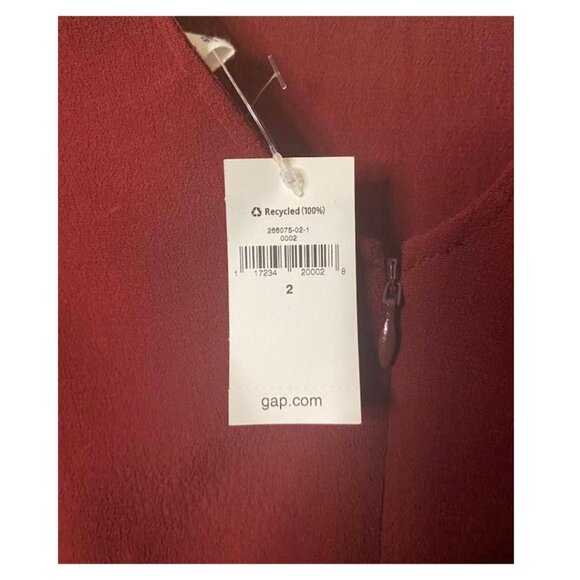 ♻ Recycled (100%)
266075-02-1
0002
1 17234 20002 8
2
gap.com